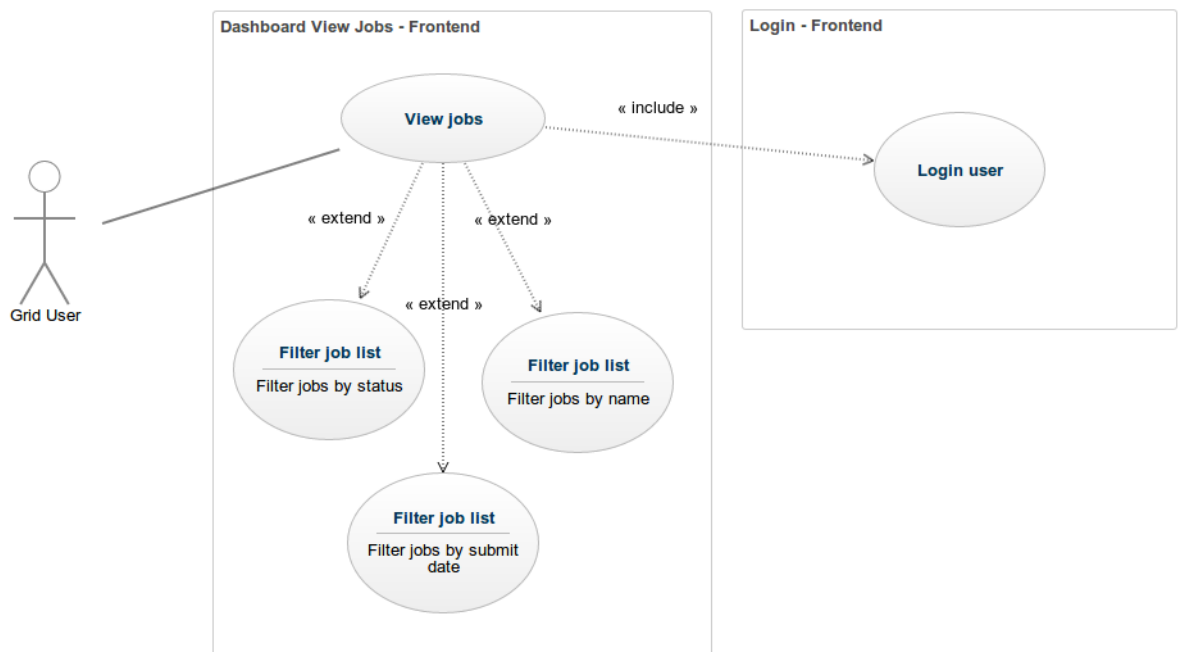 Dashboard View Jobs - Frontend
Login - Frontend
View jobs
« include »
Login user
« extend »
« extend »
« extend »
Grid User
Filter job list
Filter jobs by status
Filter job list
Filter jobs by name
Filter job list
Filter jobs by submit
date